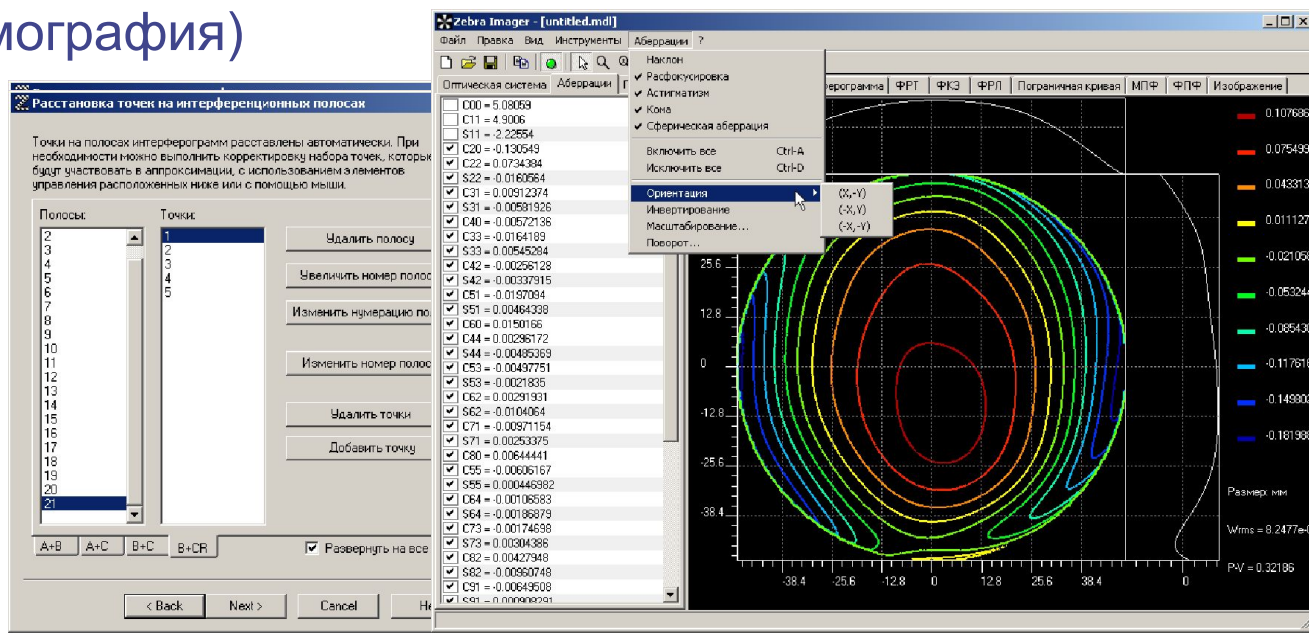 мография)
Расстановка точек на интерференционных полосах
Точки на полосах интерферограмм расставлены автоматически. При
необходимости можно выполнить корректировку набора точек, которые
будут участвовать в аппроксимации, с использованием элементов
управления расположенных ниже или с помощью мыши.
Полосы: Точки:
2
3
4
5
6
7
8
9
10
11
12
13
14
15
16
17
18
19
20
21
1
2
3
4
5
Удалить полосу
Увеличить номер полос
Изменить нумерацию по
Изменить номер полос
Удалить точки
Добавить точку
A+B A+C B+C B+CR
Развернуть на все
< Back Next > Cancel He
Zebra Imager - [untitled.mdl]
Файл Правка Вид Инструменты Аберрации ?
Оптическая система Аберрации
C00 = 5.08059
C11 = 4.9006
S11 = -2.22554
C20 = -0.130549
C22 = 0.0734384
S22 = -0.0160564
C31 = 0.00912374
S31 = -0.00581926
C40 = -0.00572136
C33 = -0.0164189
S33 = 0.00545284
C42 = -0.00256128
S42 = -0.00337915
C51 = -0.0197094
S51 = 0.00464338
C60 = 0.0150166
C44 = 0.00296172
S44 = -0.00485369
C53 = -0.00497751
S53 = -0.0021835
C62 = 0.00291931
S62 = -0.0104064
C71 = -0.00971154
S71 = 0.00253375
C80 = 0.00644441
C55 = -0.00606167
S55 = 0.000446982
C64 = -0.00106583
S64 = -0.00186879
C73 = -0.00174698
S73 = 0.00304386
C82 = 0.00427948
S82 = -0.00960748
C91 = -0.00649508
S91 = 0.000908291
Наклон
Расфокусировка
Астигматизм
Кома
Сферическая аберрация
Включить все Ctrl-A
Исключить все Ctrl-D
Ориентация
Инвертирование
Масштабирование...
Поворот...
(X,-Y)
(-X,Y)
(-X,-Y)
ерограмма ФРТ ФКЭ ФРЛ Пограничная кривая МПФ ФПФ Изображение
25.6
12.8
0
-12.8
-25.6
-38.4
-38.4 -25.6 -12.8 0 12.8 25.6 38.4 0
0.107686
0.075499
0.043313
0.011127
-0.021058
-0.053244
-0.085430
-0.117616
-0.149802
-0.181988
Размер: мм
Wrms = 8.2477e-0
P-V = 0.32186